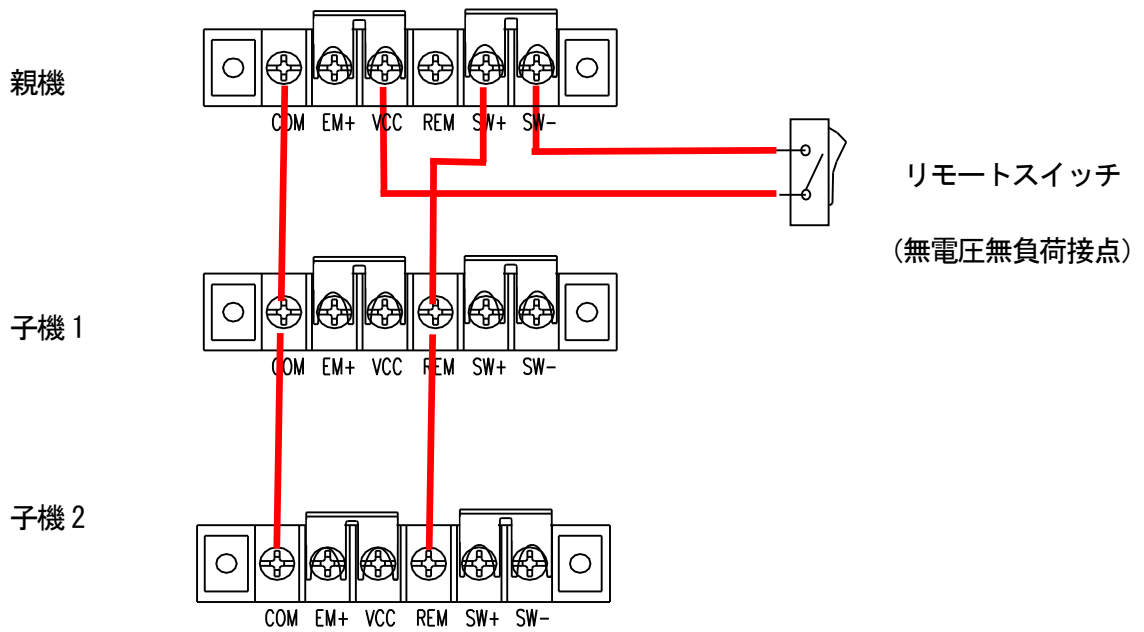 親機
COM EM+ VCC REM SW+ SW-
リモートスイッチ
(無電圧無負荷接点)
子機1
COM EM+ VCC REM SW+ SW-
子機2
COM EM+ VCC REM SW+ SW-